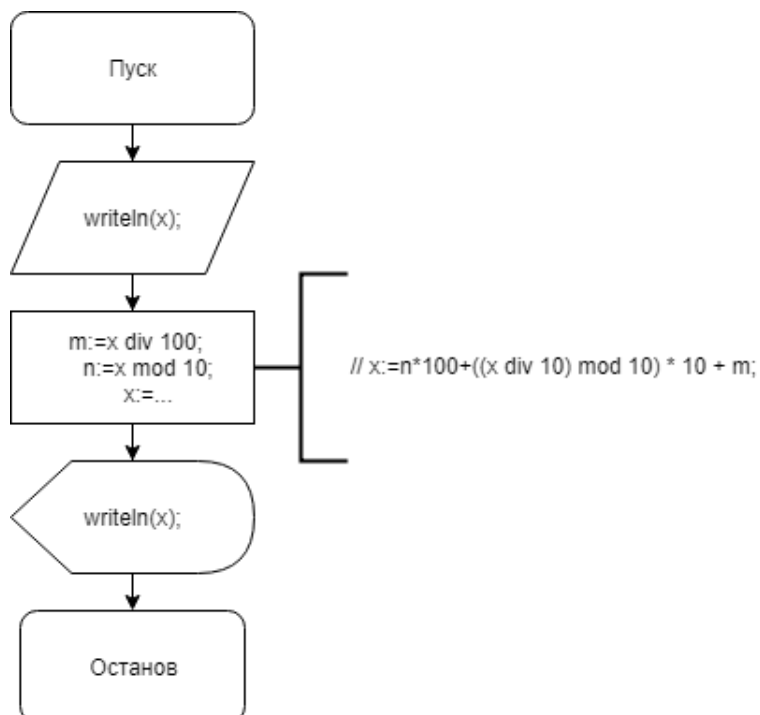 Пуск
writeln(x);
m:=x div 100;
n:=x mod 10;
x:=...
// x:=n*100+((x div 10) mod 10) * 10 + m;
writeln(x);
Останов